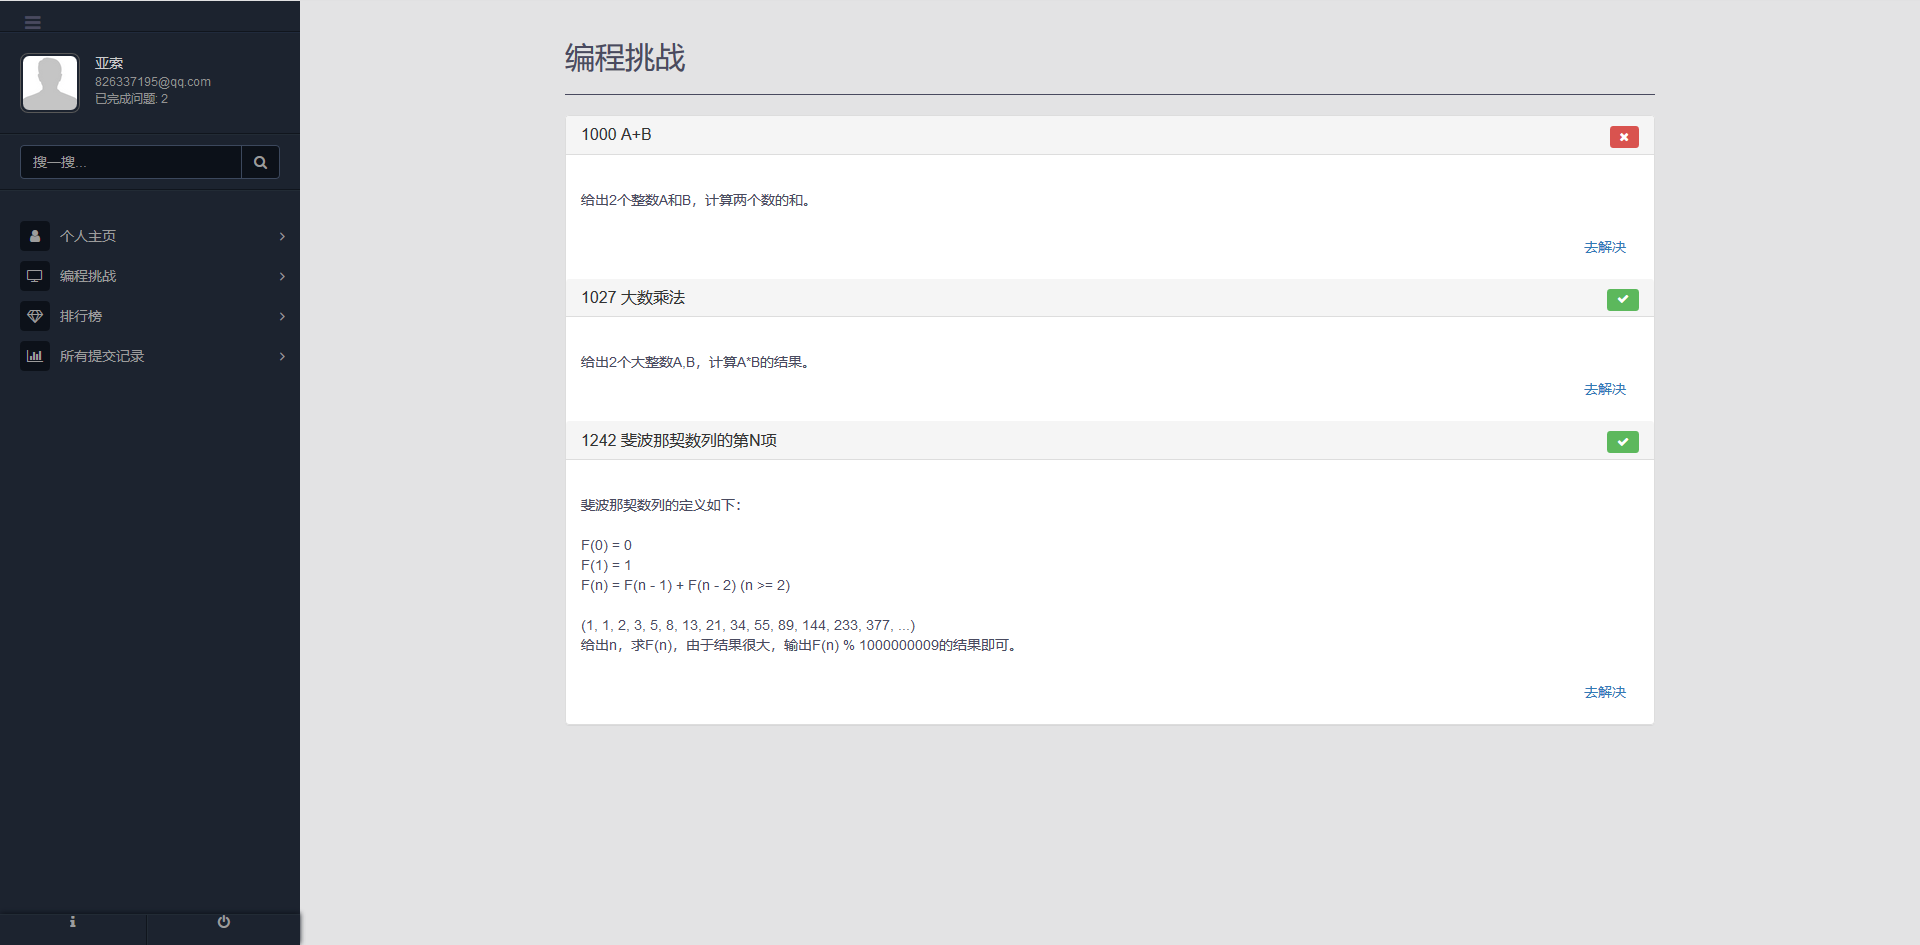 亚索
826337195@qq.com
已完成问题: 2
搜一搜...
个人主页
编程挑战
排行榜
所有提交记录
编程挑战
1000 A+B
给出2个整数A和B，计算两个数的和。
去解决
1027 大数乘法
给出2个大整数A,B，计算A*B的结果。
去解决
1242 斐波那契数列的第N项
斐波那契数列的定义如下：
F(0) = 0
F(1) = 1
F(n) = F(n - 1) + F(n - 2) (n >= 2)
(1, 1, 2, 3, 5, 8, 13, 21, 34, 55, 89, 144, 233, 377, ...)
给出n，求F(n)，由于结果很大，输出F(n) % 1000000009的结果即可。
去解决